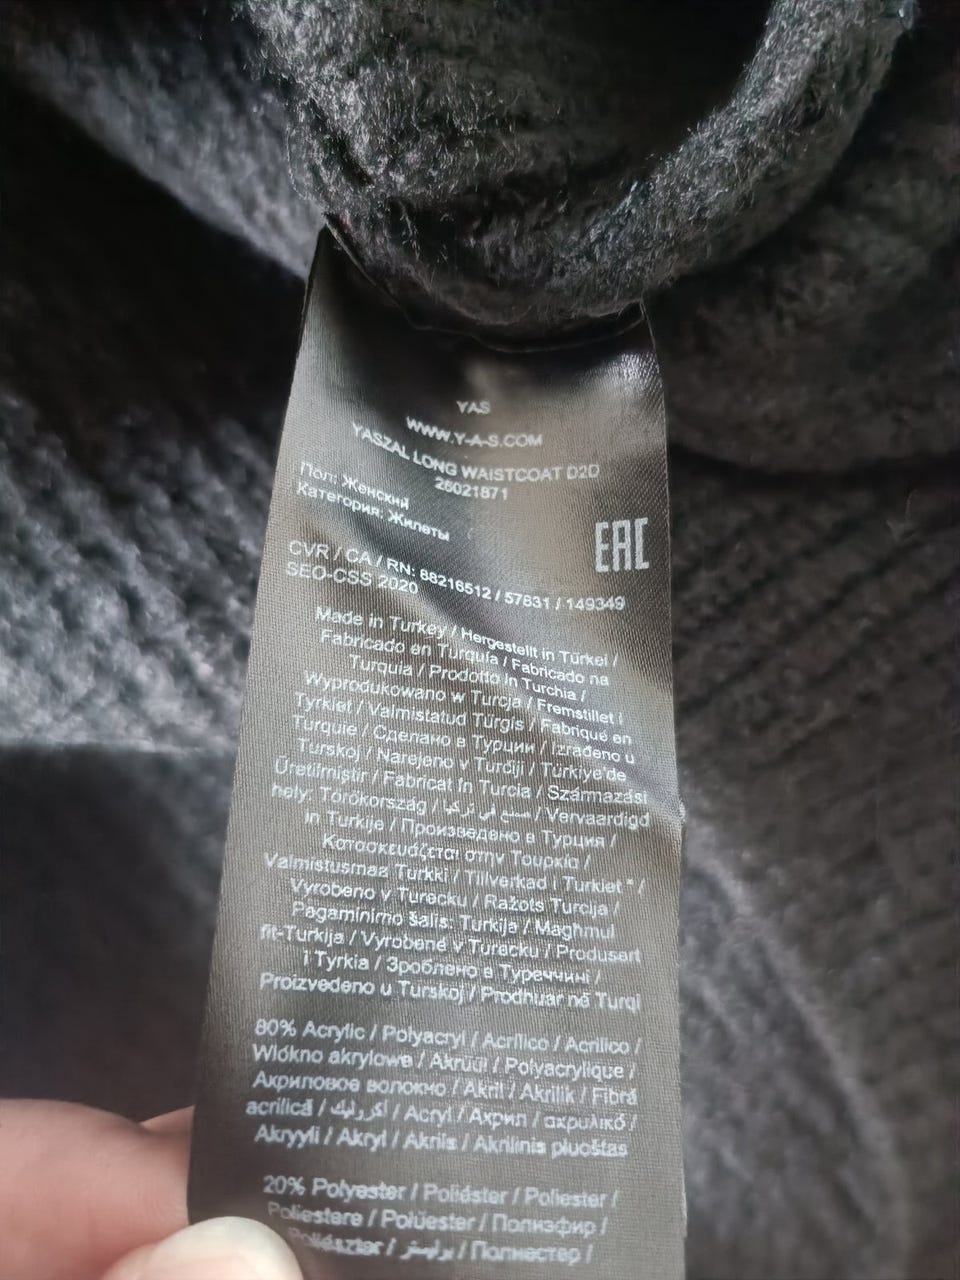 YAS
WWW.Y-A-S.COM
YASZAL LONG WAISTCOAT D2D
26021871
Пол: Женский
Категория: Жилеты
EAC
CVR / CA / RN: 88216512 / 57831 / 149349
SEO-CSS 2020
Made in Turkey / Hergestellt in Türkei /
Fabricado en Turquía / Fabricado na
Turquia / Prodotto in Turchia /
Wyprodukowano w Turcja / Fremstillet i
Tyrkiet / Valmistatud Türgis / Fabriqué en
Turquie / Сделано в Турции / Izrađeno u
Turskoj / Narejeno v Turčiji / Türkiye'de
Üretilmiştir / Fabricat în Turcia / Származási
hely: Törökország / صنع في تركيا / Vervaardigd
in Turkije / Произведено в Турция /
Κατασκευάζεται στην Τουρκία /
Valmistusmaa Turkki / Tillverkad i Turkiet * /
Vyrobeno v Turecku / Ražots Turcija /
Pagaminimo šalis: Turkija / Maghmul
fit-Turkija / Vyrobené v Turecku / Produsert
i Tyrkia / Зроблено в Туреччині /
Proizvedeno u Turskoj / Prodhuar në Turqi
80% Acrylic / Polyacryl / Acrílico / Acrilico /
Włókno akrylowe / Akrüül / Polyacrylique /
Акриловое волокно / Akril / Akrilik / Fibră
acrilică / أكروليك / Acryl / Акрил / ακρυλικό /
Akryyli / Akryl / Akrils / Akrilinis pluoštas
20% Polyester / Poliéster / Poliester /
Poliestere / Polüester / Полиэфир /
Poliészter / بوليستر / Полиестер /